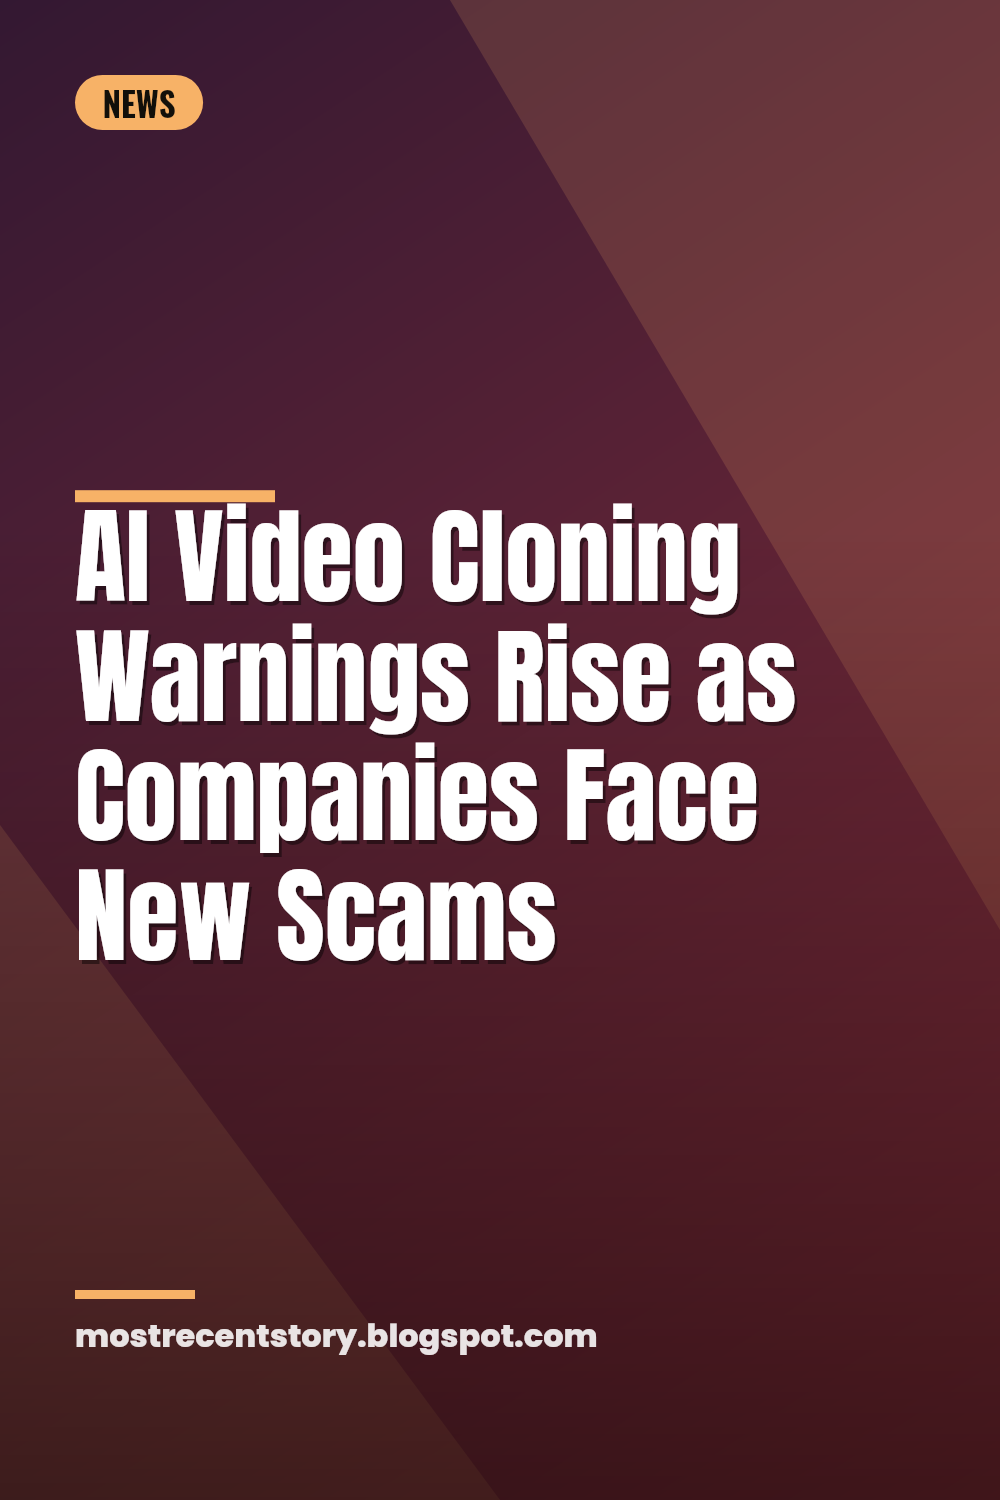 NEWS
AI Video Cloning
Warnings Rise as
Companies Face
New Scams
mostrecentstory.blogspot.com